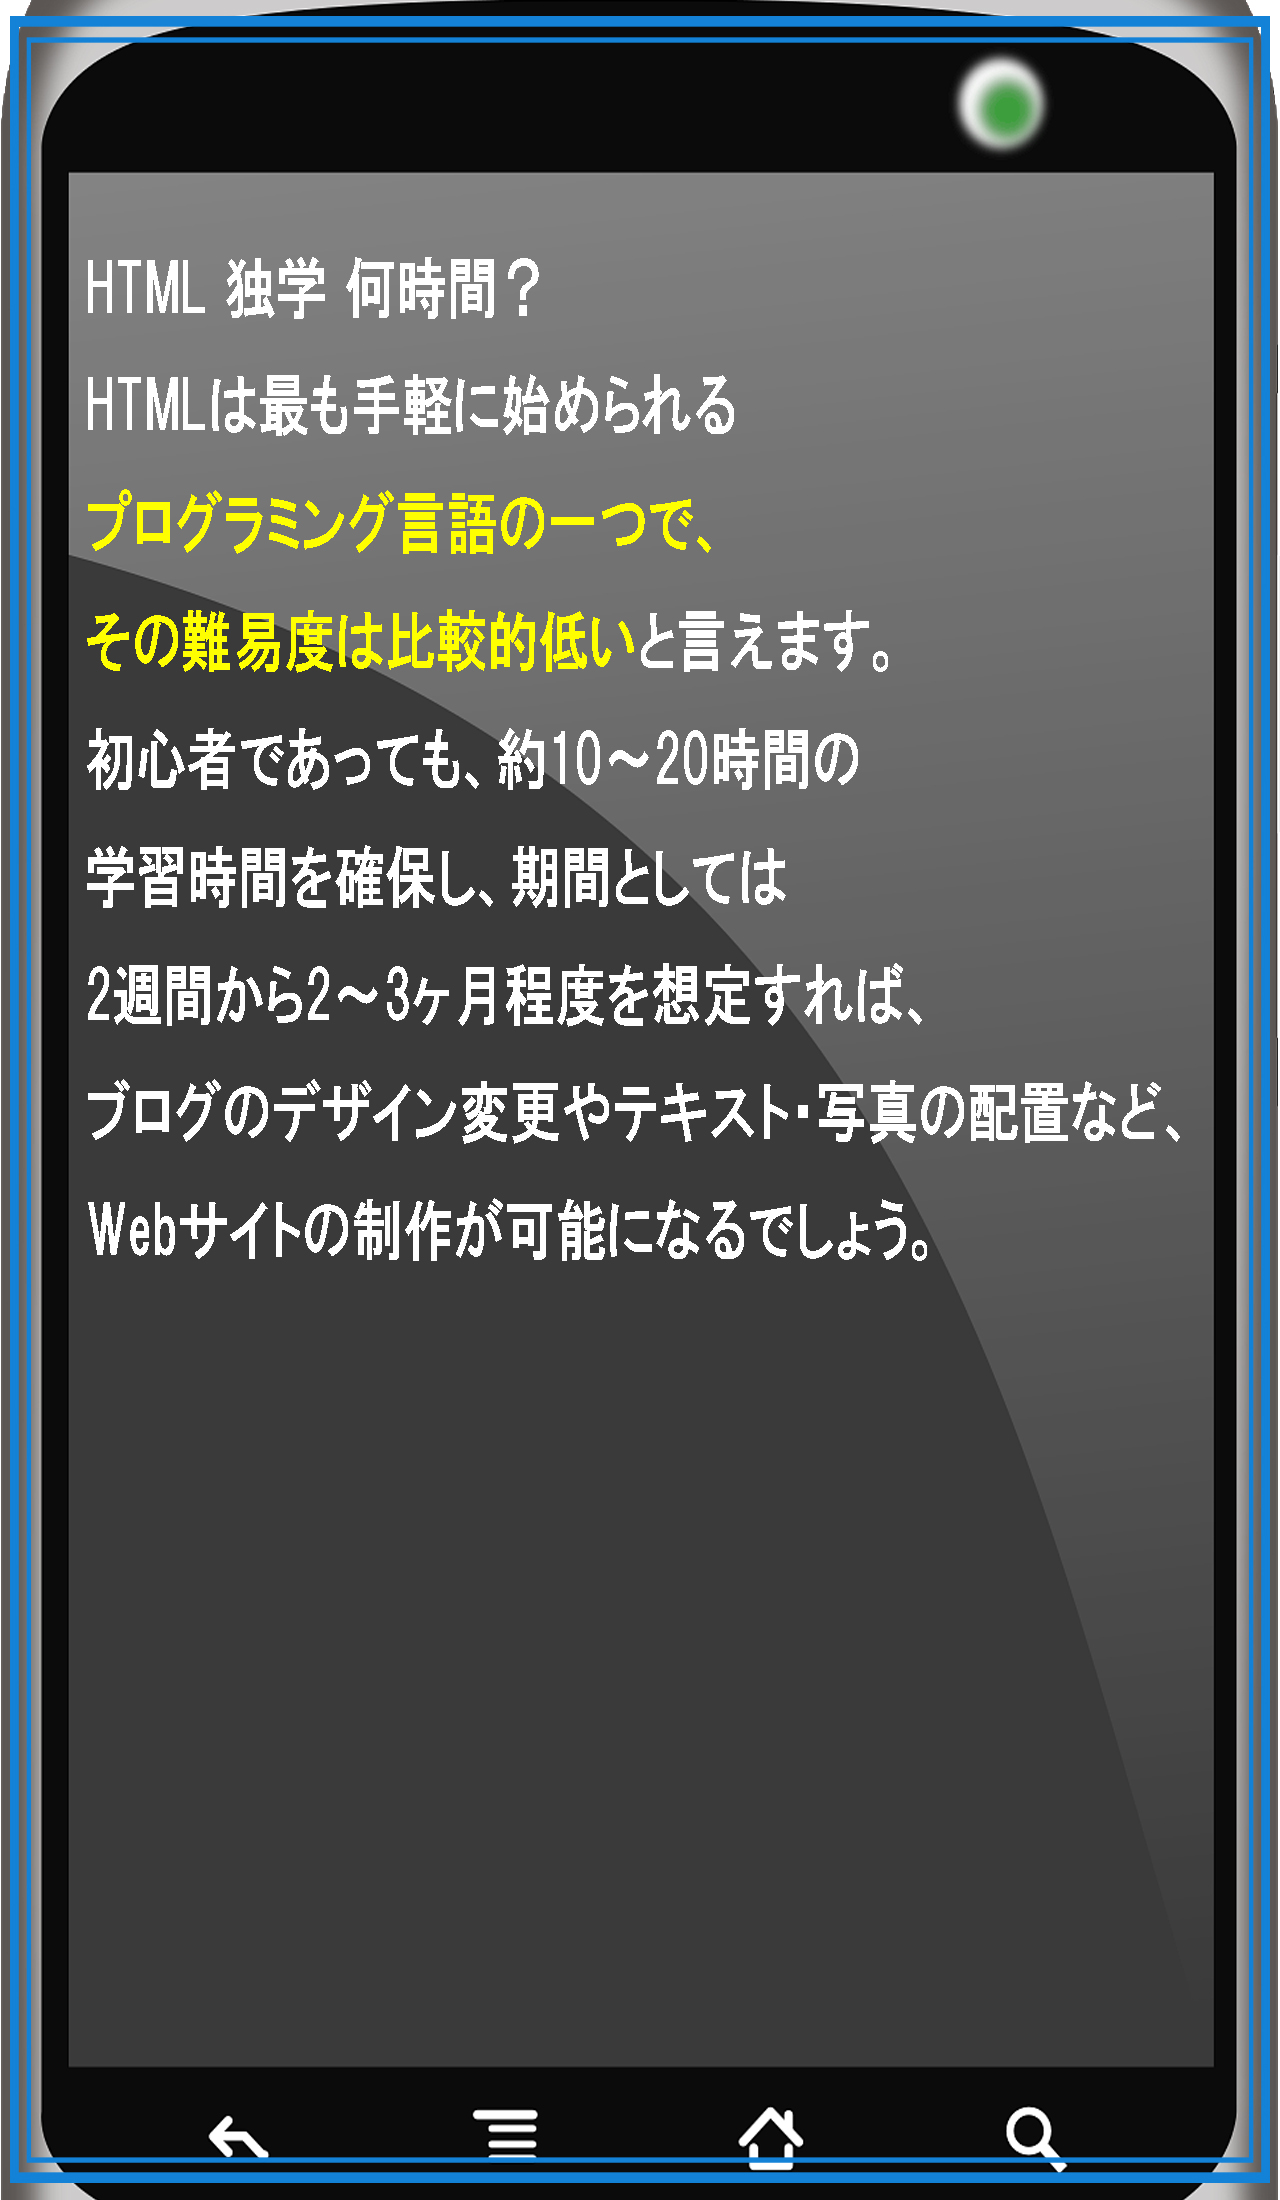 HTML 独学 何時間？
HTMLは最も手軽に始められる
プログラミング言語の一つで、
その難易度は比較的低いと言えます。
初心者であっても、約10～20時間の
学習時間を確保し、期間としては
2週間から2～3ヶ月程度を想定すれば、
ブログのデザイン変更やテキスト・写真の配置など、
Webサイトの制作が可能になるでしょう。